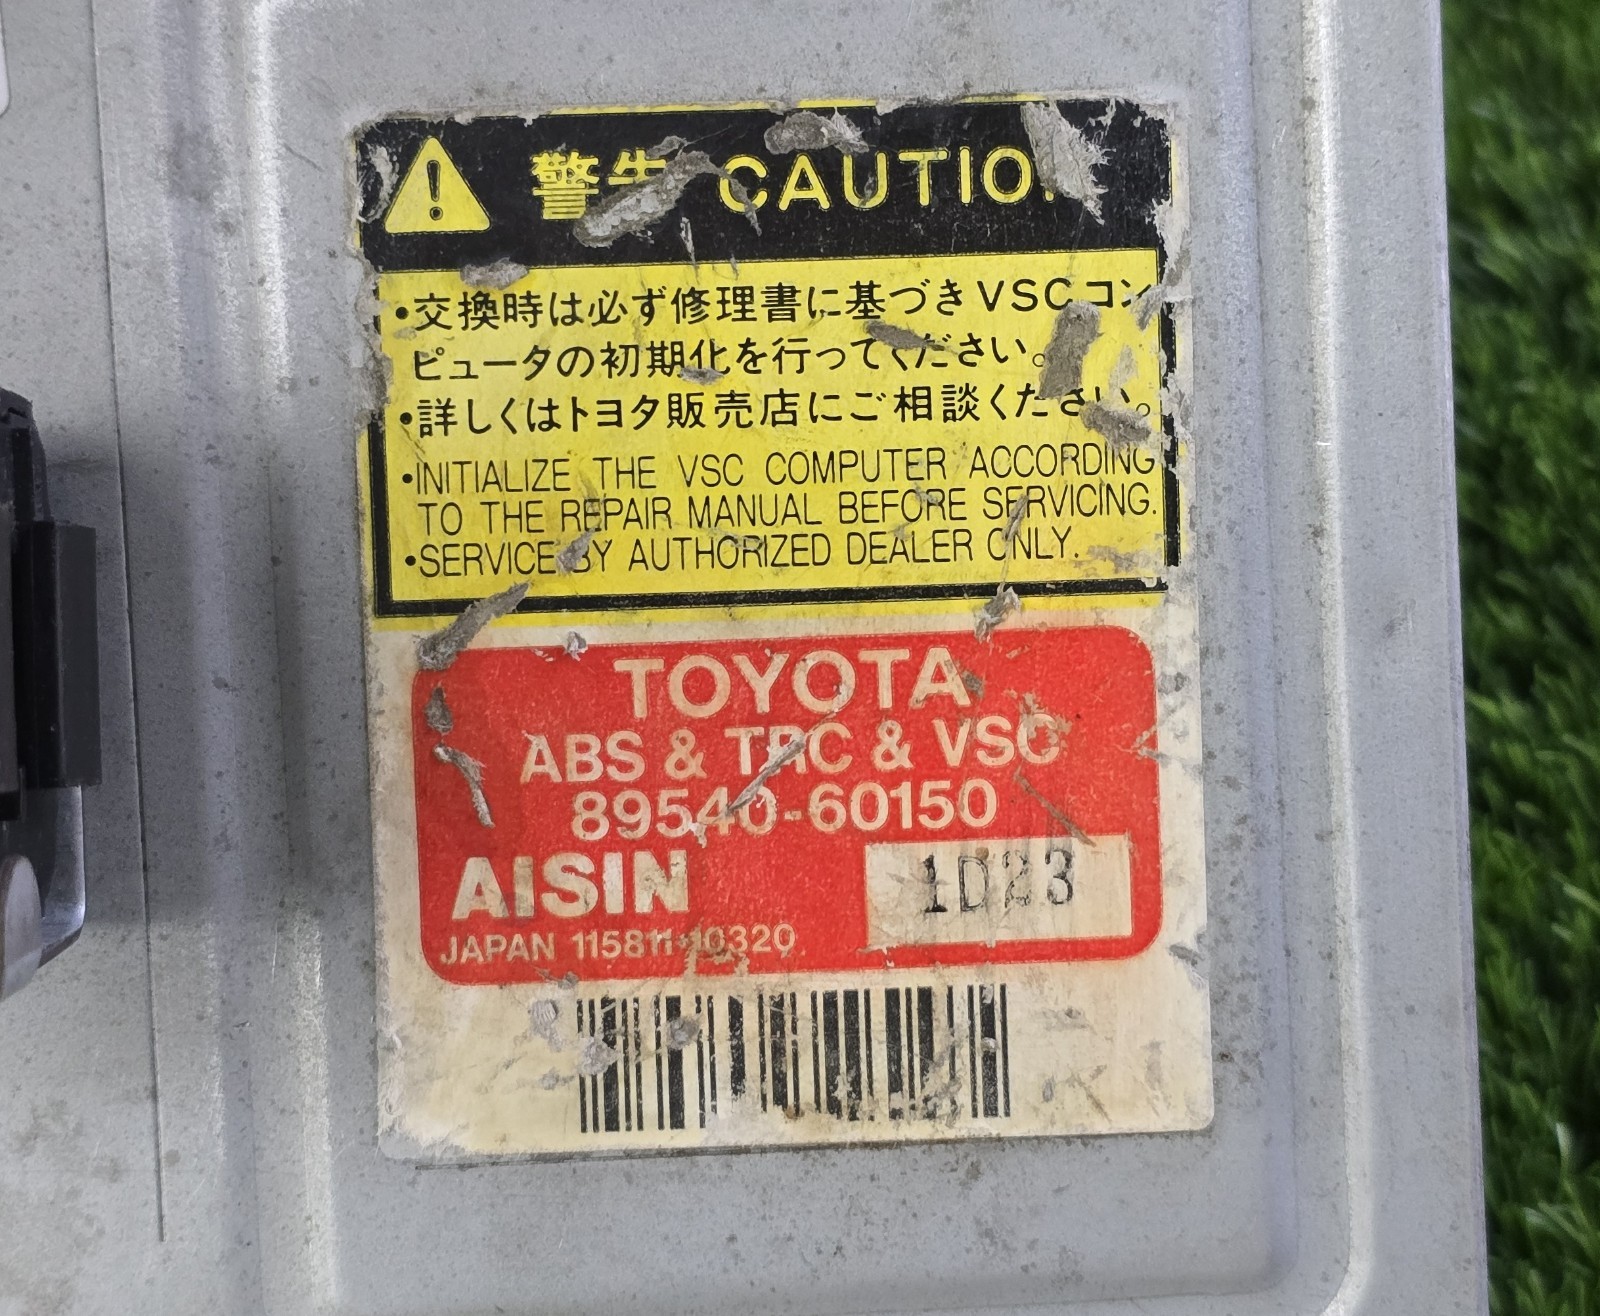 警告 CAUTION
・交換時は必ず修理書に基づきVSCコン
ピュータの初期化を行ってください。
・詳しくはトヨタ販売店にご相談ください。
・INITIALIZE THE VSC COMPUTER ACCORDING
TO THE REPAIR MANUAL BEFORE SERVICING.
・SERVICE BY AUTHORIZED DEALER ONLY.
TOYOTA
ABS & TRC & VSC
89540-60150
AISIN 1D23
JAPAN 115811-10320